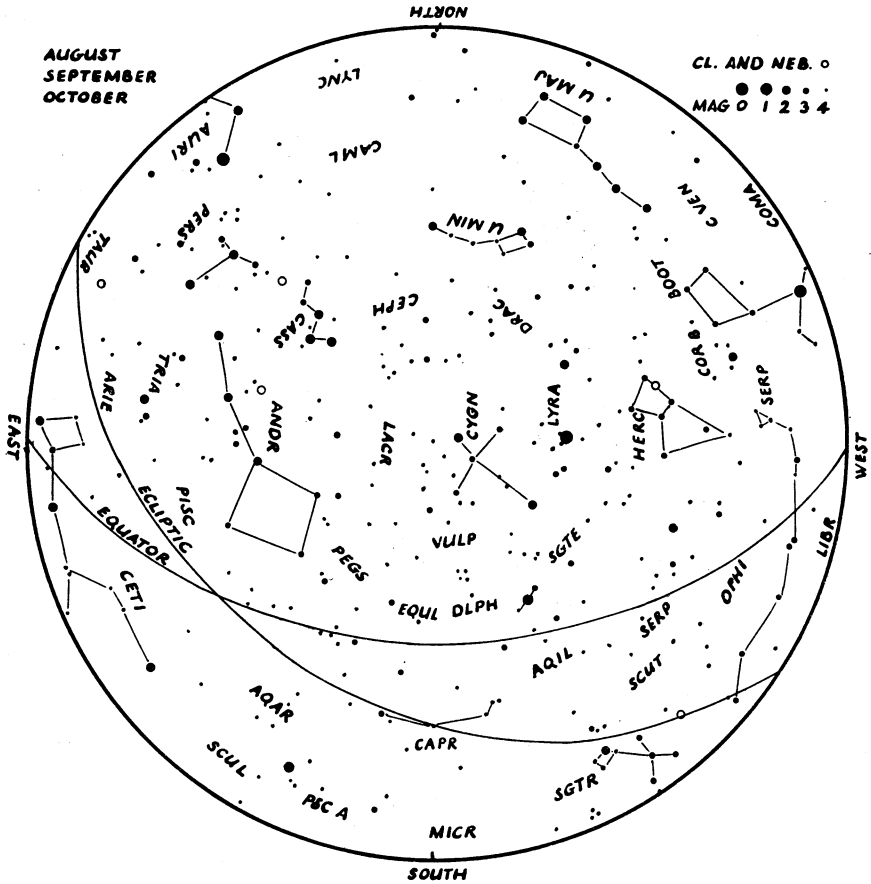 NORTH
AUGUST
SEPTEMBER
OCTOBER
CL. AND NEB.
MAG 0 1 2 3 4
LYNC
U MAJ
AURI
CAML
C VEN
COMA
PERS
U MIN
TAUR
BOOT
CEPH
DRAC
CASS
COR B
TRIA
ARIE
SERP
LYRA
CYGN
HERC
ANDR
LACR
EAST
WEST
PISC
ECLIPTIC
EQUATOR
VULP
SGTE
LIBR
PEGS
CETI
OPHI
EQUL
DLPH
SERP
AQIL
SCUT
AQAR
CAPR
SCUL
SGTR
PSC A
MICR
SOUTH